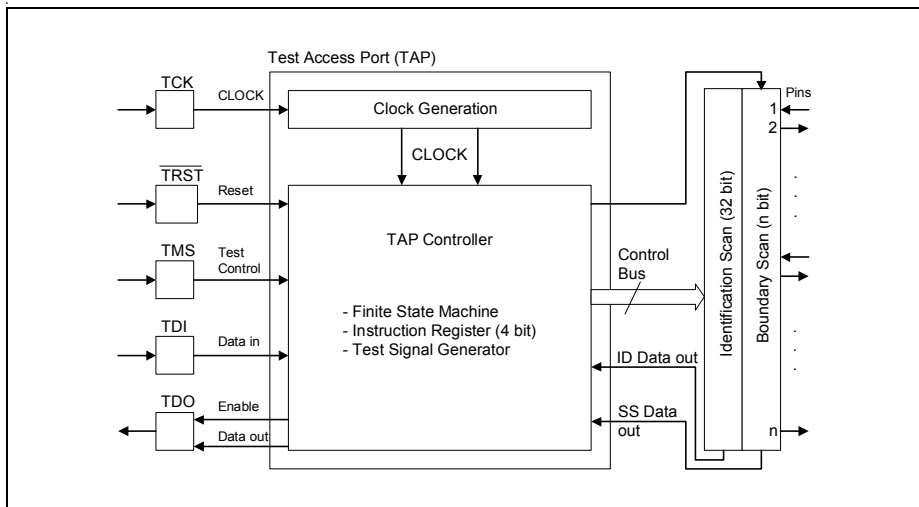 Test Access Port (TAP)
TCK
CLOCK
Clock Generation
CLOCK
TRST
Reset
TMS
Test
Control
TDI
Data in
TDO
Enable
Data out
TAP Controller
- Finite State Machine
- Instruction Register (4 bit)
- Test Signal Generator
Control
Bus
ID Data out
SS Data
out
Identification Scan (32 bit)
Boundary Scan (n bit)
Pins
1
2
n